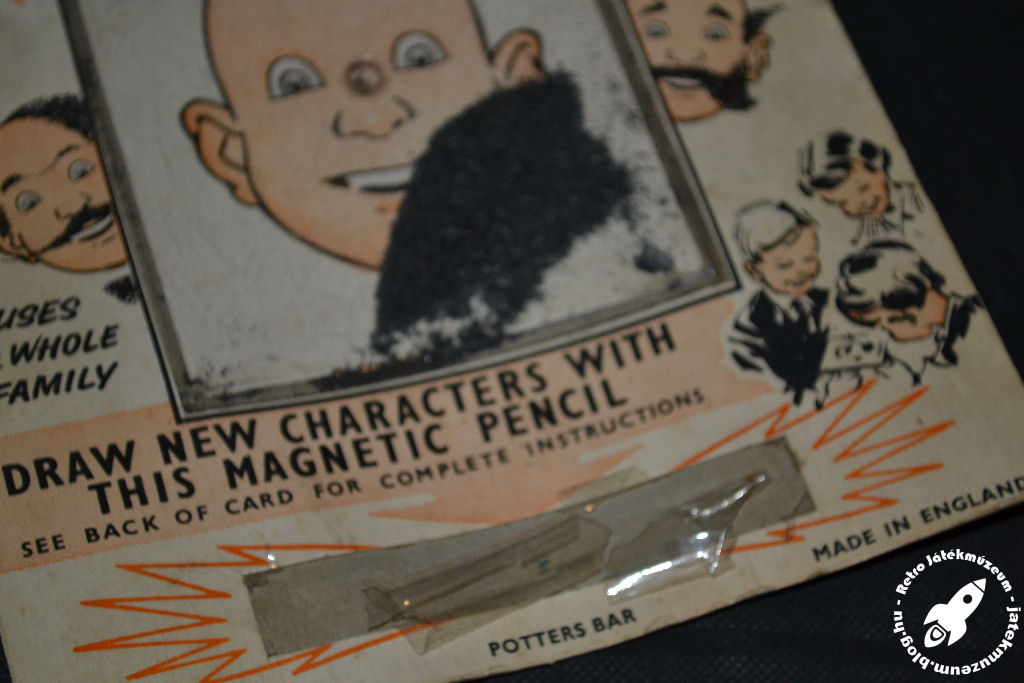 USES
WHOLE
FAMILY
DRAW NEW CHARACTERS WITH
THIS MAGNETIC PENCIL
SEE BACK OF CARD FOR COMPLETE INSTRUCTIONS
MADE IN ENGLAND
POTTERS BAR
Retro Játékmúzeum - jatekmuzeum.blog.hu -